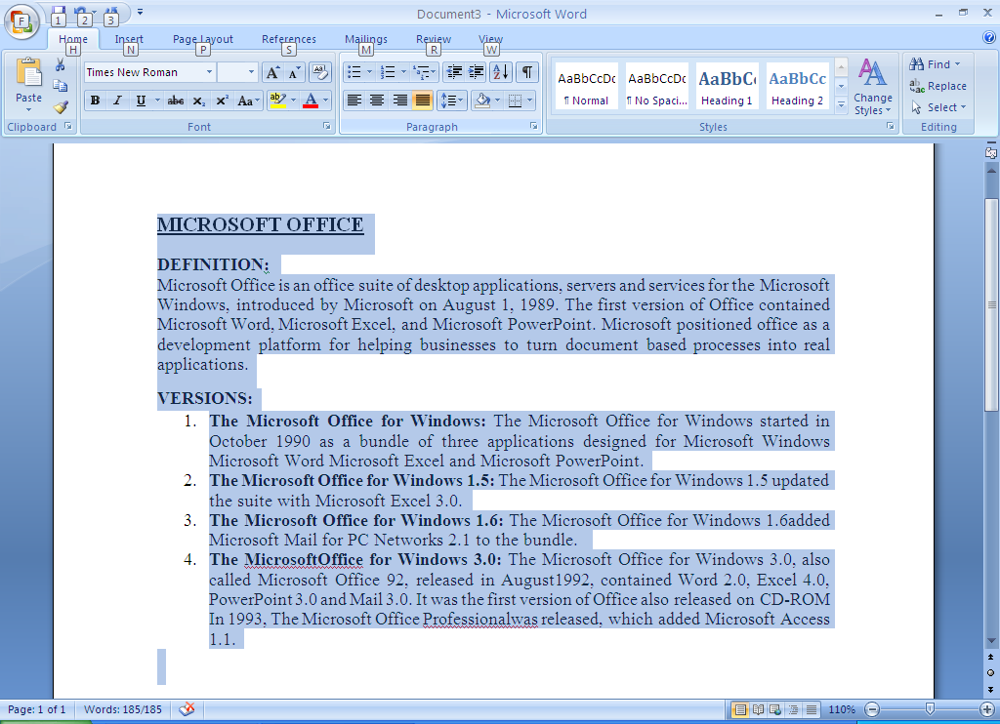 Document3 - Microsoft Word
F 1 2 3
Home Insert Page Layout References Mailings Review View
H N P S M R W
Paste
Clipboard
Times New Roman
B I U abc X₂ X² Aa
ab A
Font
Paragraph
AaBbCcDc AaBbCcDc AaBbC AaBbCc
¶ Normal ¶ No Spaci... Heading 1 Heading 2
Change Styles
Styles
Find
Replace
Select
Editing
MICROSOFT OFFICE
DEFINITION:
Microsoft Office is an office suite of desktop applications, servers and services for the Microsoft
Windows, introduced by Microsoft on August 1, 1989. The first version of Office contained
Microsoft Word, Microsoft Excel, and Microsoft PowerPoint. Microsoft positioned office as a
development platform for helping businesses to turn document based processes into real
applications.
VERSIONS:
1. The Microsoft Office for Windows: The Microsoft Office for Windows started in
October 1990 as a bundle of three applications designed for Microsoft Windows
Microsoft Word Microsoft Excel and Microsoft PowerPoint.
2. The Microsoft Office for Windows 1.5: The Microsoft Office for Windows 1.5 updated
the suite with Microsoft Excel 3.0.
3. The Microsoft Office for Windows 1.6: The Microsoft Office for Windows 1.6added
Microsoft Mail for PC Networks 2.1 to the bundle.
4. The MicrosoftOffice for Windows 3.0: The Microsoft Office for Windows 3.0, also
called Microsoft Office 92, released in August1992, contained Word 2.0, Excel 4.0,
PowerPoint 3.0 and Mail 3.0. It was the first version of Office also released on CD-ROM
In 1993, The Microsoft Office Professionalwas released, which added Microsoft Access
1.1.
Page: 1 of 1 Words: 185/185 110%